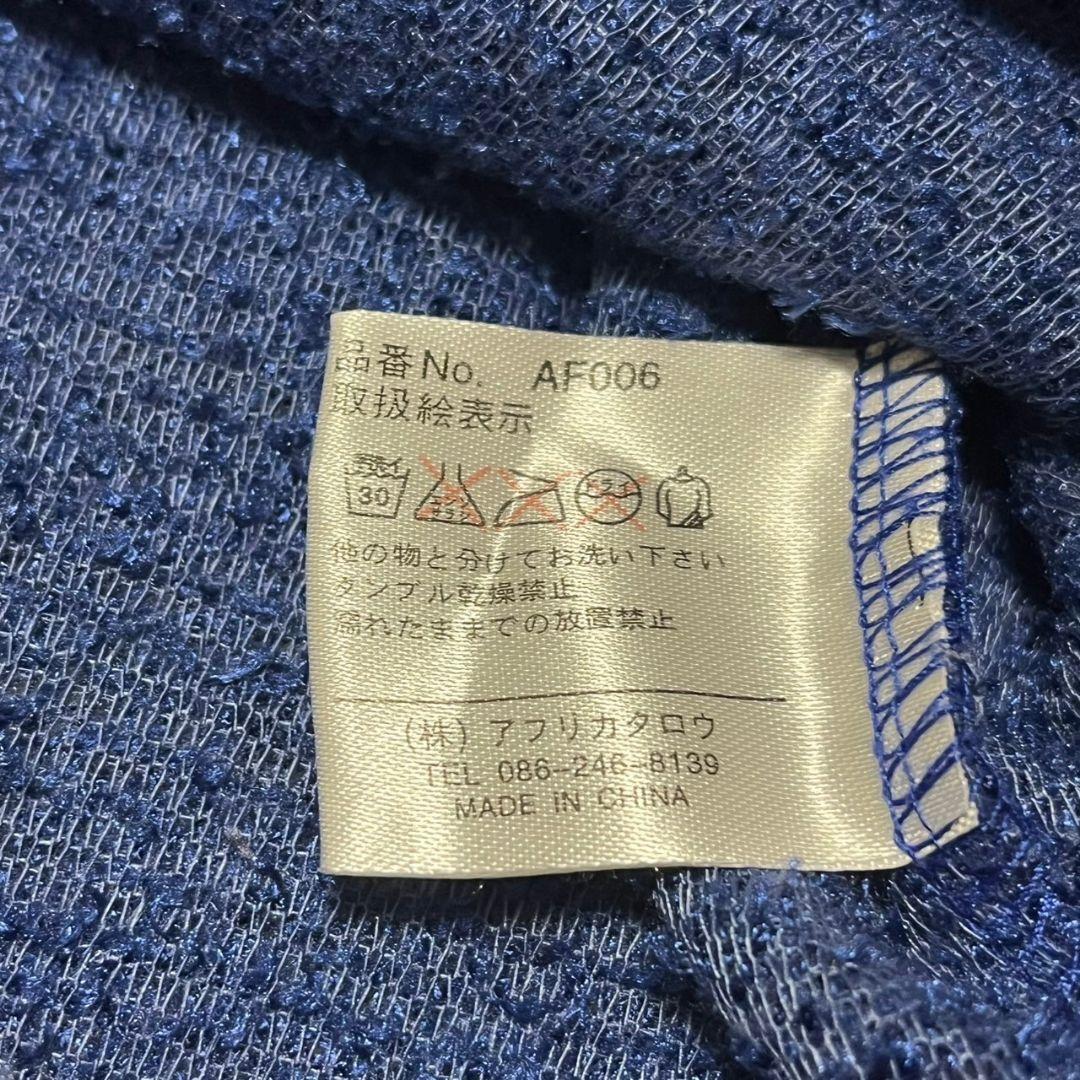 品番No. AF006
取扱絵表示
手洗イ
30
他の物と分けてお洗い下さい
タンブル乾燥禁止
濡れたままでの放置禁止
(株) アフリカタロウ
TEL 086-246-8139
MADE IN CHINA